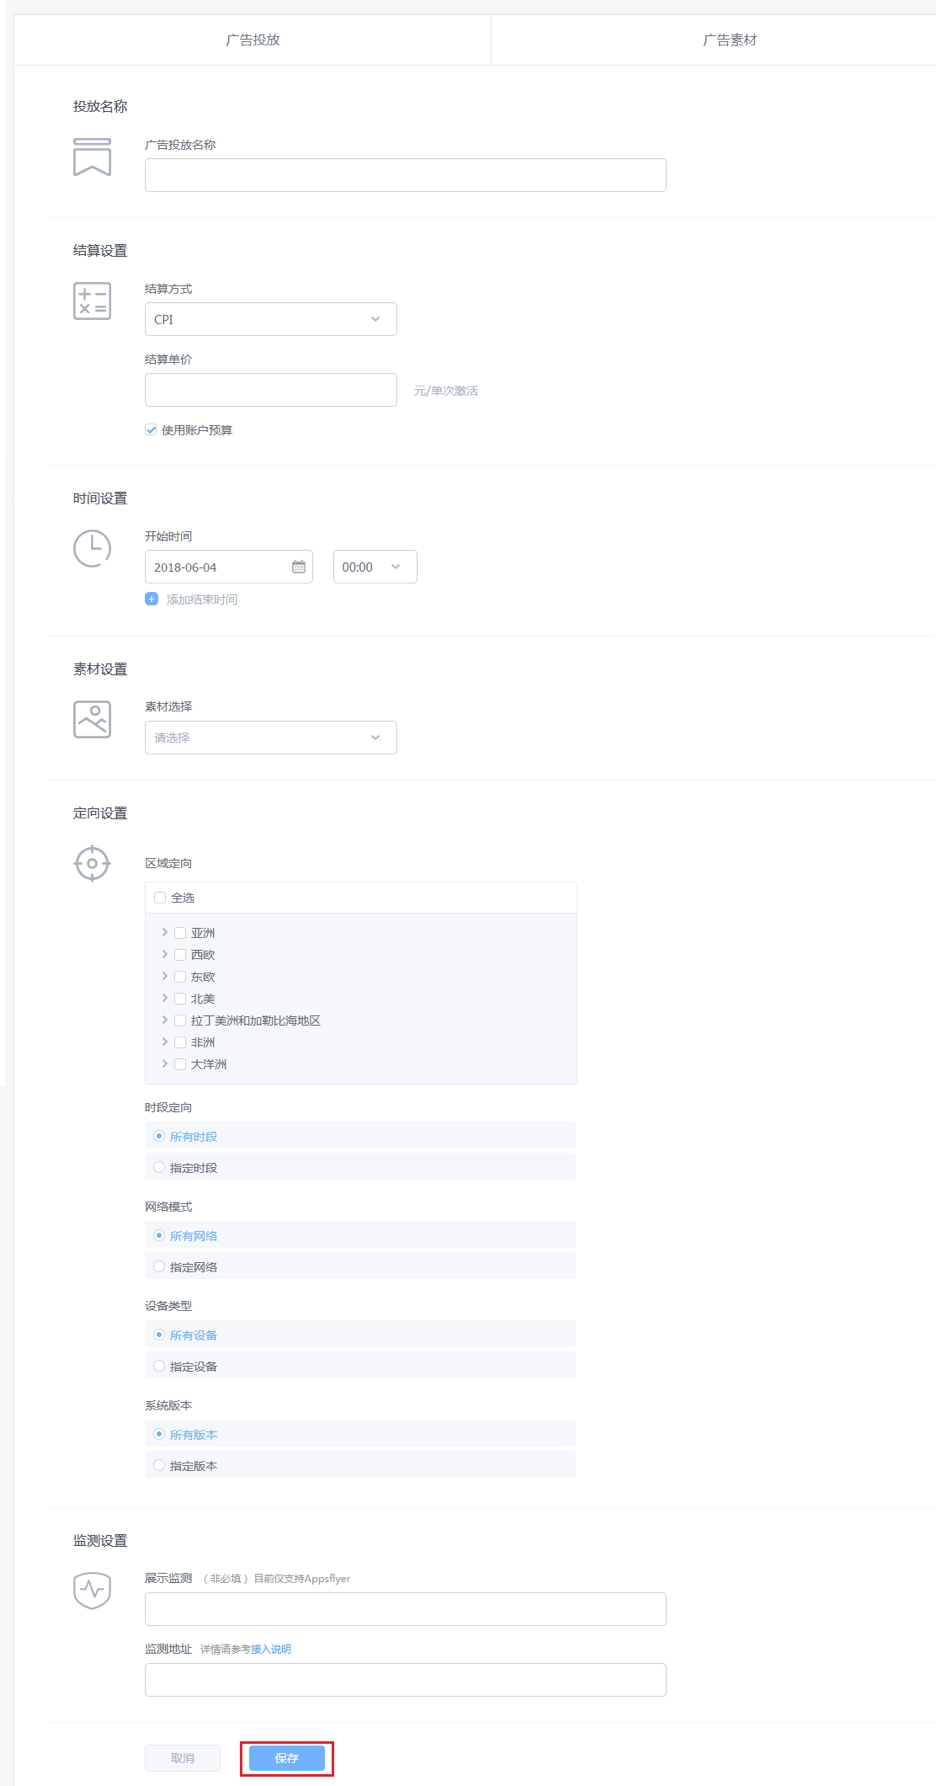 广告投放
广告素材
投放名称
广告投放名称
结算设置
结算方式
CPI
结算单价
元/单次激活
使用账户预算
时间设置
开始时间
2018-06-04
00:00
添加结束时间
素材设置
素材选择
请选择
定向设置
区域定向
全选
亚洲
西欧
东欧
北美
拉丁美洲和加勒比海地区
非洲
大洋洲
时段定向
所有时段
指定时段
网络模式
所有网络
指定网络
设备类型
所有设备
指定设备
系统版本
所有版本
指定版本
监测设置
展示监测 （非必填）目前仅支持Appsflyer
监测地址 详情请参考接入说明
取消
保存